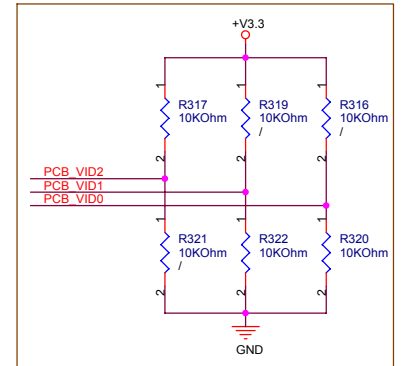 +V3.3
1
1
1
R317
10KOhm
R319
10KOhm
/
R316
10KOhm
/
2
2
2
PCB_VID2
PCB_VID1
PCB_VID0
1
1
1
R321
10KOhm
/
R322
10KOhm
R320
10KOhm
2
2
2
GND